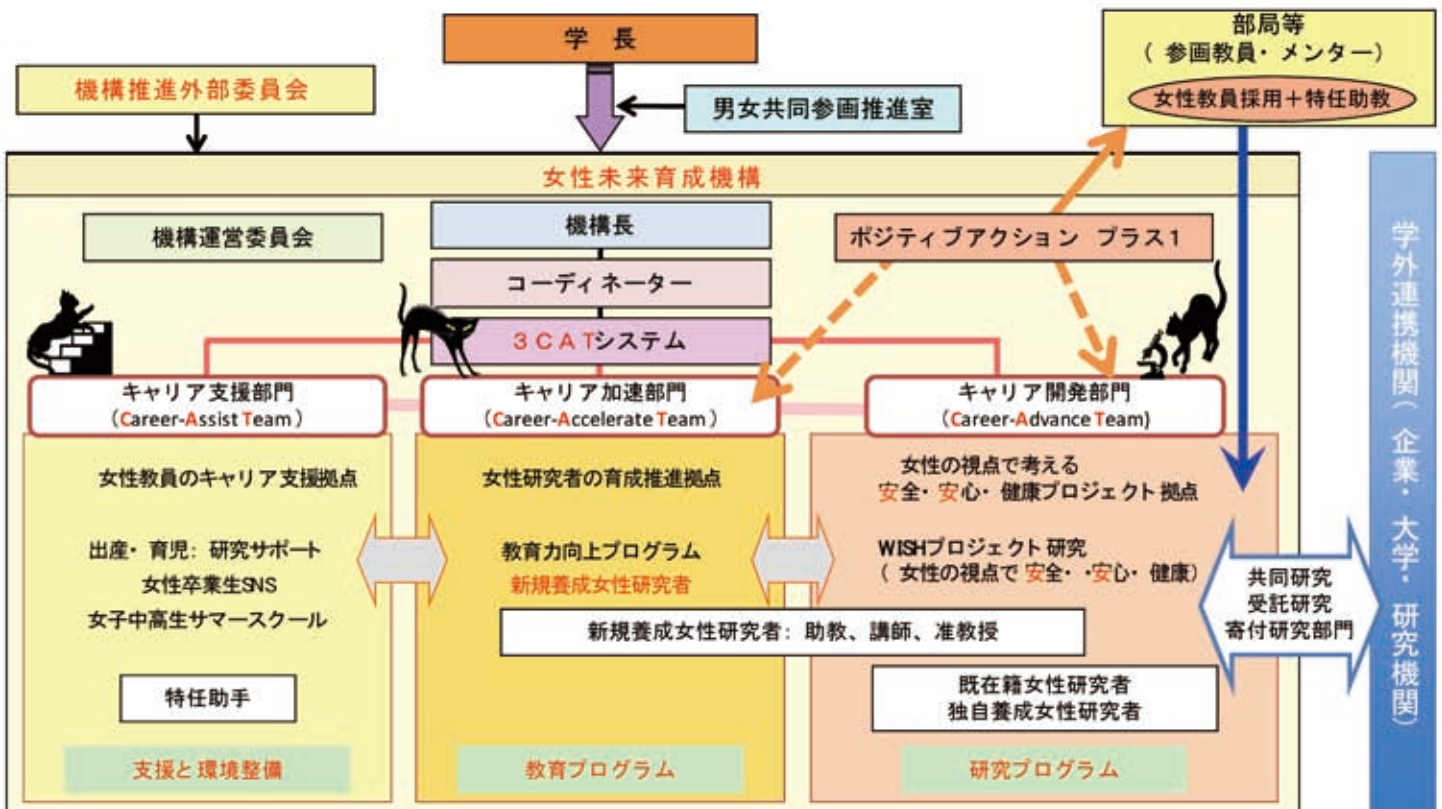 学 長
部局等
( 参画教員・メンター)
女性教員採用＋特任助教
機構推進外部委員会
男女共同参画推進室
女性未来育成機構
機構運営委員会
機構長
ポジティブアクション プラス1
コーディネーター
3CATシステム
キャリア支援部門
(Career-Assist Team )
キャリア加速部門
(Career-Accelerate Team )
キャリア開発部門
(Career-Advance Team)
女性教員のキャリア支援拠点
出産・育児: 研究サポート
女性卒業生SNS
女子中高生サマースクール
特任助手
支援と環境整備
女性研究者の育成推進拠点
教育力向上プログラム
新規養成女性研究者
新規養成女性研究者: 助教、講師、准教授
教育プログラム
女性の視点で考える
安全・安心・健康プロジェクト拠点
WISHプロジェクト研究
( 女性の視点で安全・・安心・健康)
既在籍女性研究者
独自養成女性研究者
研究プログラム
共同研究
受託研究
寄付研究部門
学外連携機関(企業・大学・研究機関)